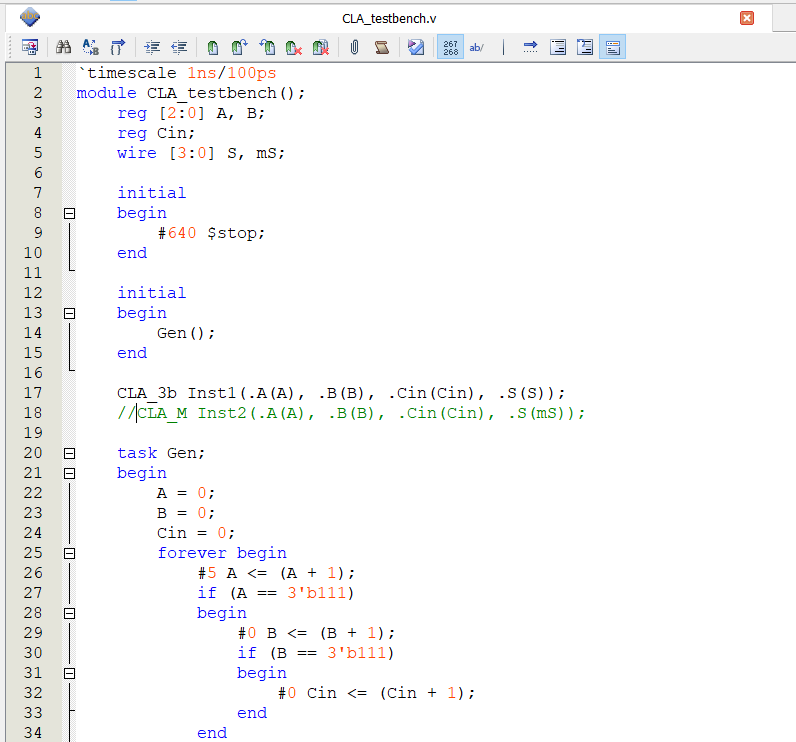 CLA_testbench.v
267
268
ab/
1 `timescale 1ns/100ps
2 module CLA_testbench();
3 reg [2:0] A, B;
4 reg Cin;
5 wire [3:0] S, mS;
6
7 initial
8 begin
9 #640 $stop;
10 end
11
12 initial
13 begin
14 Gen();
15 end
16
17 CLA_3b Inst1(.A(A), .B(B), .Cin(Cin), .S(S));
18 //CLA_M Inst2(.A(A), .B(B), .Cin(Cin), .S(mS));
19
20 task Gen;
21 begin
22 A = 0;
23 B = 0;
24 Cin = 0;
25 forever begin
26 #5 A <= (A + 1);
27 if (A == 3'b111)
28 begin
29 #0 B <= (B + 1);
30 if (B == 3'b111)
31 begin
32 #0 Cin <= (Cin + 1);
33 end
34 end